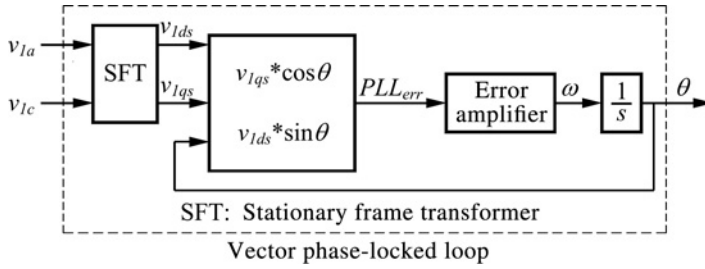 v1a
v1c
SFT
v1ds
v1qs
v1qs*cosθ
v1ds*sinθ
PLLerr
Error
amplifier
ω
1
s
θ
SFT: Stationary frame transformer
Vector phase-locked loop